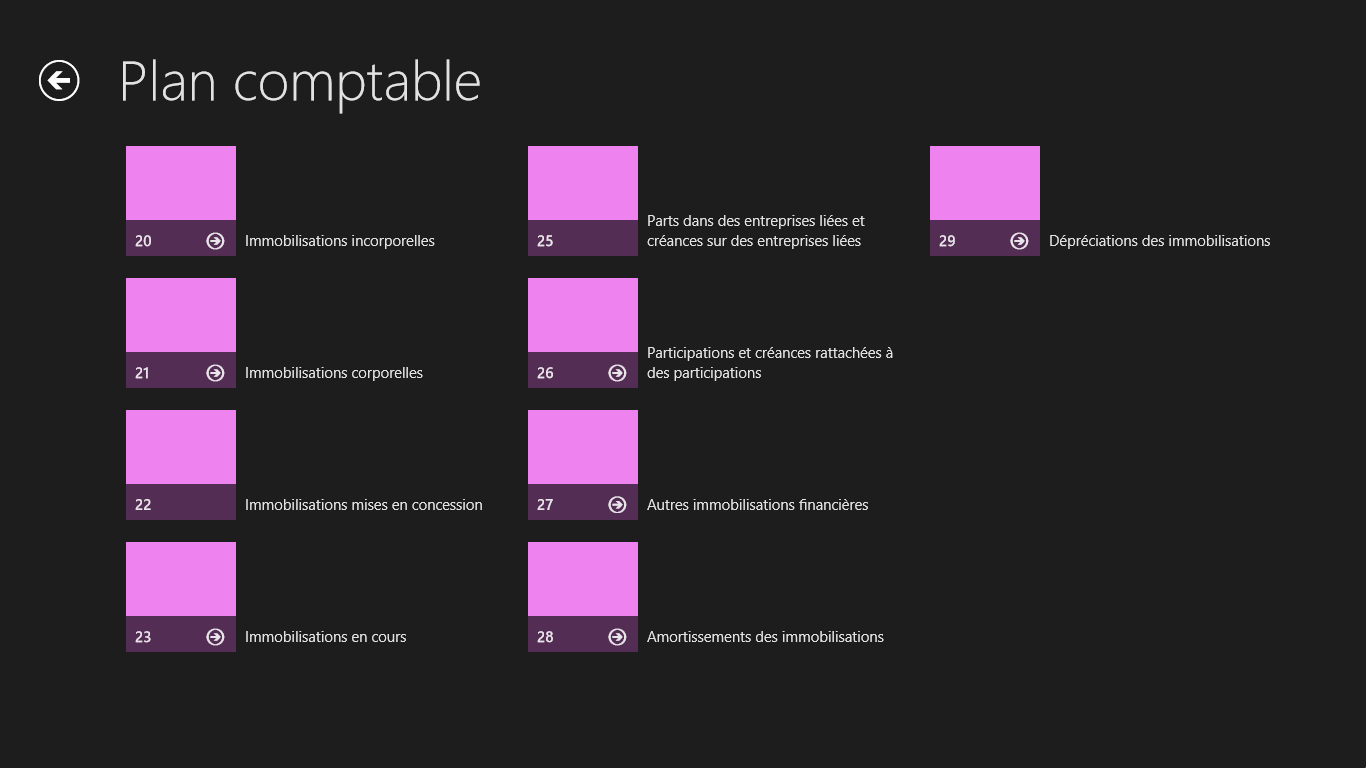 Plan comptable
20
Immobilisations incorporelles
21
Immobilisations corporelles
22
Immobilisations mises en concession
23
Immobilisations en cours
25
Parts dans des entreprises liées et
créances sur des entreprises liées
26
Participations et créances rattachées à
des participations
27
Autres immobilisations financières
28
Amortissements des immobilisations
29
Dépréciations des immobilisations